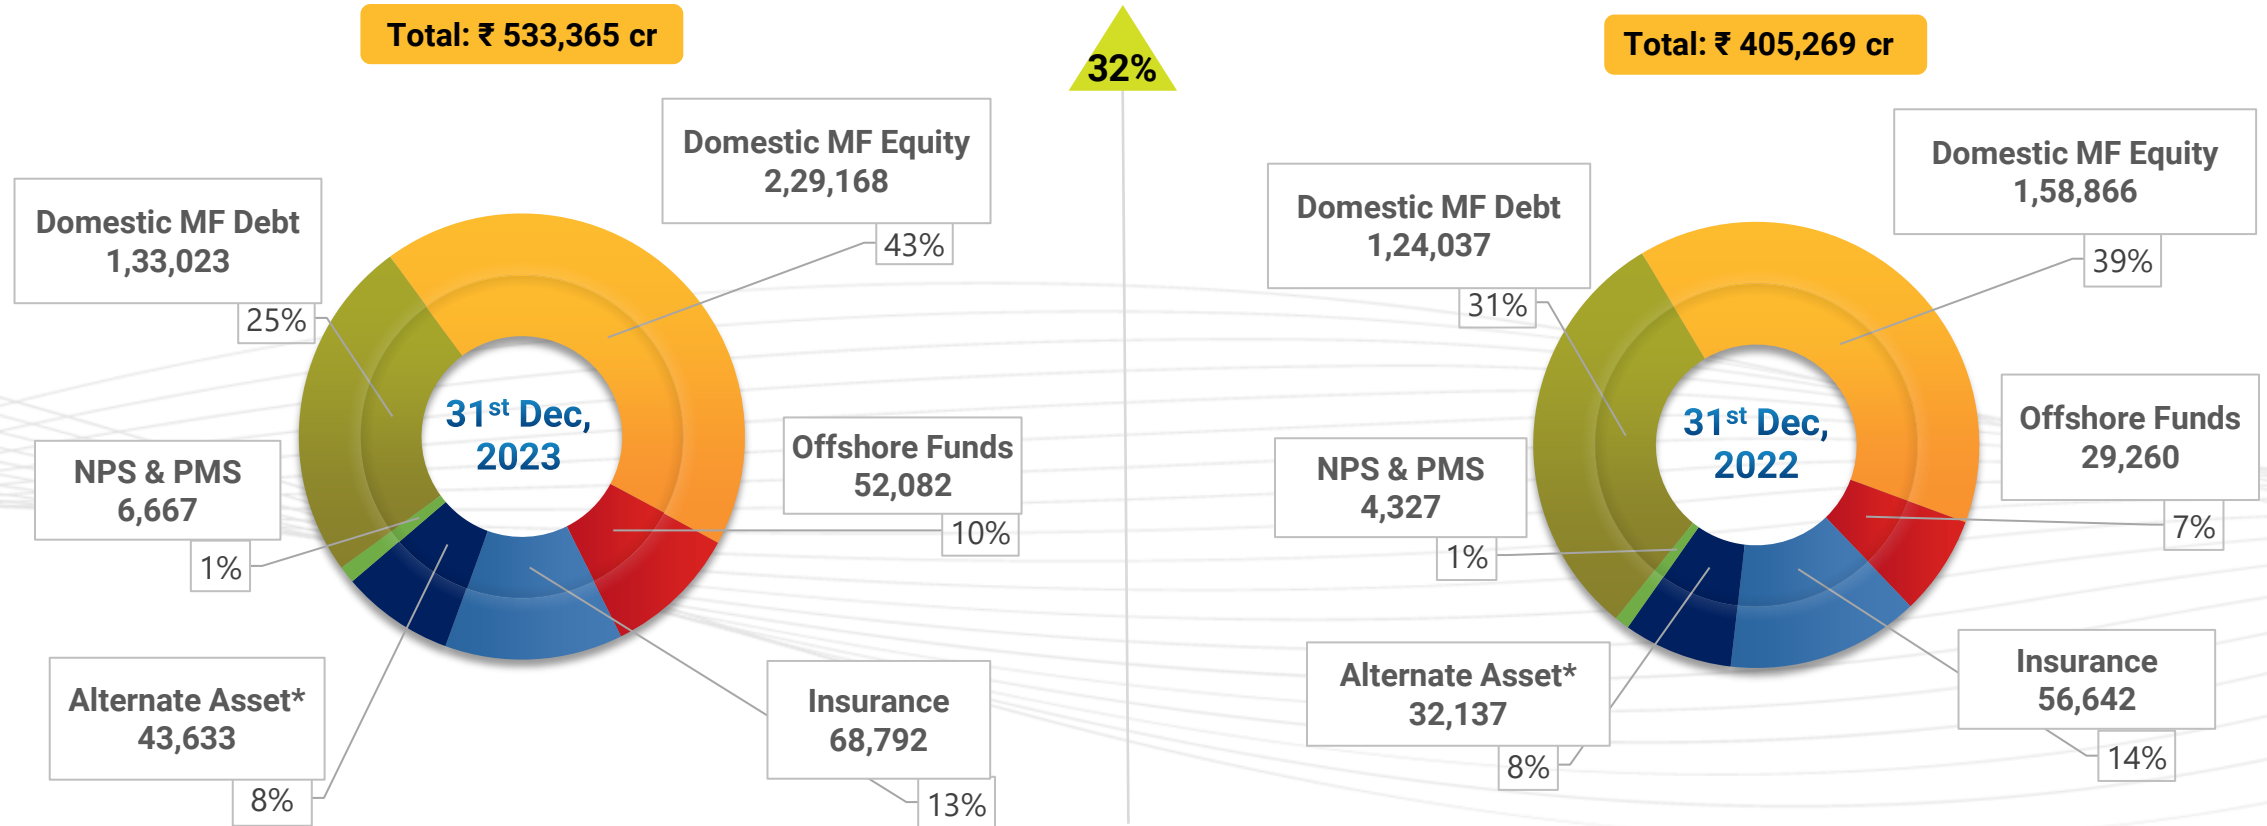 Total: ₹ 533,365 cr
32%
Total: ₹ 405,269 cr
Domestic MF Equity
2,29,168
43%
Domestic MF Debt
1,33,023
25%
31st Dec,
2023
Offshore Funds
52,082
10%
NPS & PMS
6,667
1%
Alternate Asset*
43,633
8%
Insurance
68,792
13%
Domestic MF Equity
1,58,866
39%
Domestic MF Debt
1,24,037
31%
31st Dec,
2022
Offshore Funds
29,260
7%
NPS & PMS
4,327
1%
Alternate Asset*
32,137
8%
Insurance
56,642
14%